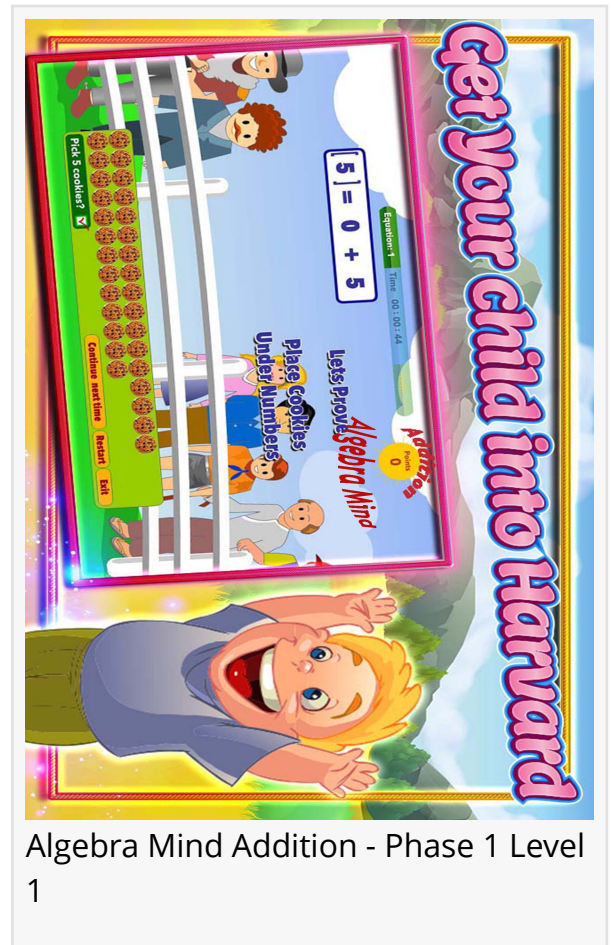 Get your child into Harvard
Addition
Points
0
Algebra Mind
Equation: 1
Time 00 : 00 : 44
[ 5 ] = 0 + 5
Lets Prove
Plase Cookies
Under Numbers
Pick 5 cookies?
Continue next time
Restart
Exit
Algebra Mind Addition - Phase 1 Level
1